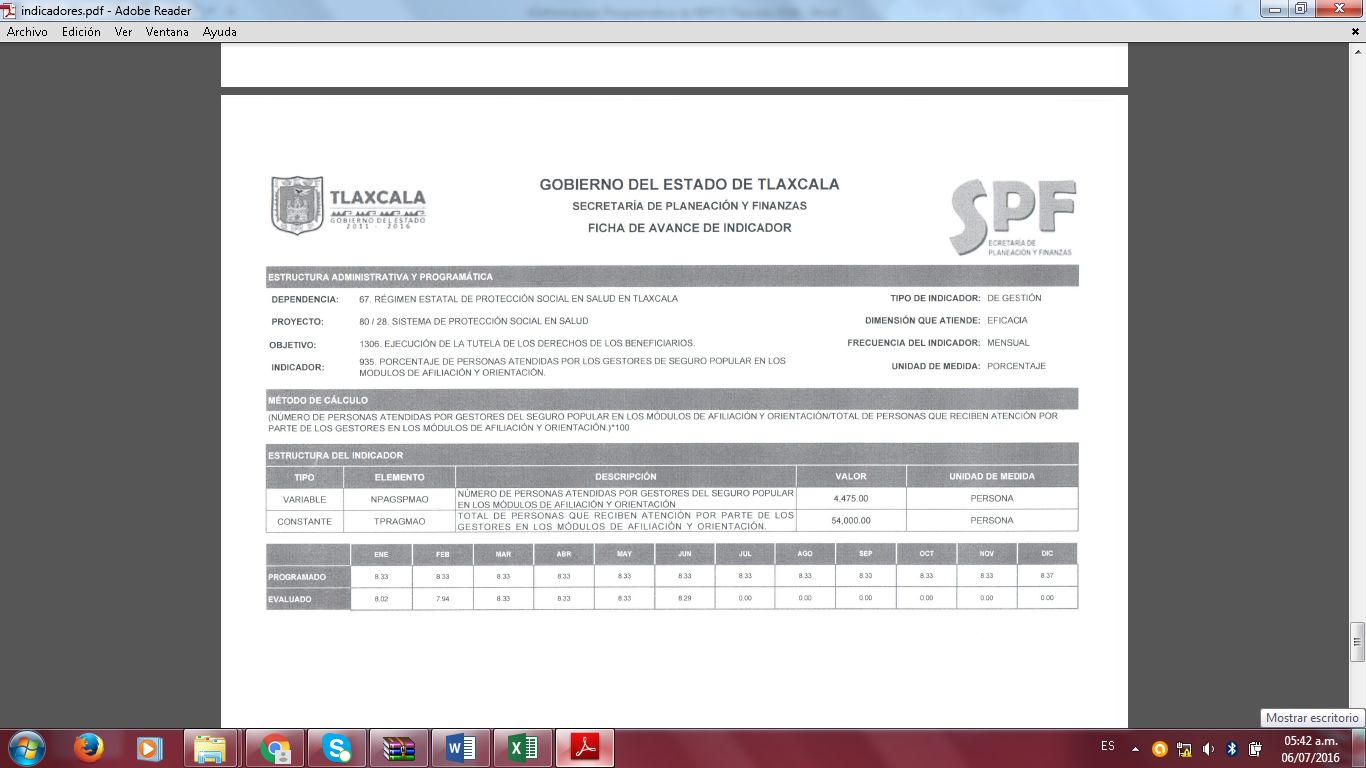 indicadores.pdf - Adobe Reader
Archivo Edición Ver Ventana Ayuda
TLAXCALA
GOBIERNO DEL ESTADO
2011 - 2016
GOBIERNO DEL ESTADO DE TLAXCALA
SECRETARÍA DE PLANEACIÓN Y FINANZAS
FICHA DE AVANCE DE INDICADOR
SPF
ECRETARÍA DE
PLANEACIÓN Y FINANZAS
ESTRUCTURA ADMINISTRATIVA Y PROGRAMÁTICA
DEPENDENCIA: 67. RÉGIMEN ESTATAL DE PROTECCIÓN SOCIAL EN SALUD EN TLAXCALA TIPO DE INDICADOR: DE GESTIÓN
PROYECTO: 80 / 28. SISTEMA DE PROTECCIÓN SOCIAL EN SALUD DIMENSIÓN QUE ATIENDE: EFICACIA
OBJETIVO: 1306. EJECUCIÓN DE LA TUTELA DE LOS DERECHOS DE LOS BENEFICIARIOS. FRECUENCIA DEL INDICADOR: MENSUAL
INDICADOR: 935. PORCENTAJE DE PERSONAS ATENDIDAS POR LOS GESTORES DE SEGURO POPULAR EN LOS
MODULOS DE AFILIACIÓN Y ORIENTACIÓN. UNIDAD DE MEDIDA: PORCENTAJE
MÉTODO DE CÁLCULO
(NÚMERO DE PERSONAS ATENDIDAS POR GESTORES DEL SEGURO POPULAR EN LOS MÓDULOS DE AFILIACIÓN Y ORIENTACIÓN/TOTAL DE PERSONAS QUE RECIBEN ATENCIÓN POR
PARTE DE LOS GESTORES EN LOS MÓDULOS DE AFILIACIÓN Y ORIENTACIÓN.)*100
ESTRUCTURA DEL INDICADOR
TIPO ELEMENTO DESCRIPCIÓN VALOR UNIDAD DE MEDIDA
VARIABLE NPAGSPMAO NÚMERO DE PERSONAS ATENDIDAS POR GESTORES DEL SEGURO POPULAR
EN LOS MÓDULOS DE AFILIACIÓN Y ORIENTACIÓN 4,475.00 PERSONA
CONSTANTE TPRAGMAO TOTAL DE PERSONAS QUE RECIBEN ATENCIÓN POR PARTE DE LOS
GESTORES EN LOS MÓDULOS DE AFILIACIÓN Y ORIENTACIÓN. 54,000.00 PERSONA
ENE FEB MAR ABR MAY JUN JUL AGO SEP OCT NOV DIC
PROGRAMADO 8.33 8.33 8.33 8.33 8.33 8.33 8.33 8.33 8.33 8.33 8.33 8.37
EVALUADO 8.02 7.94 8.33 8.33 8.33 8.29 0.00 0.00 0.00 0.00 0.00 0.00
Mostrar escritorio
ES
05:42 a.m.
06/07/2016